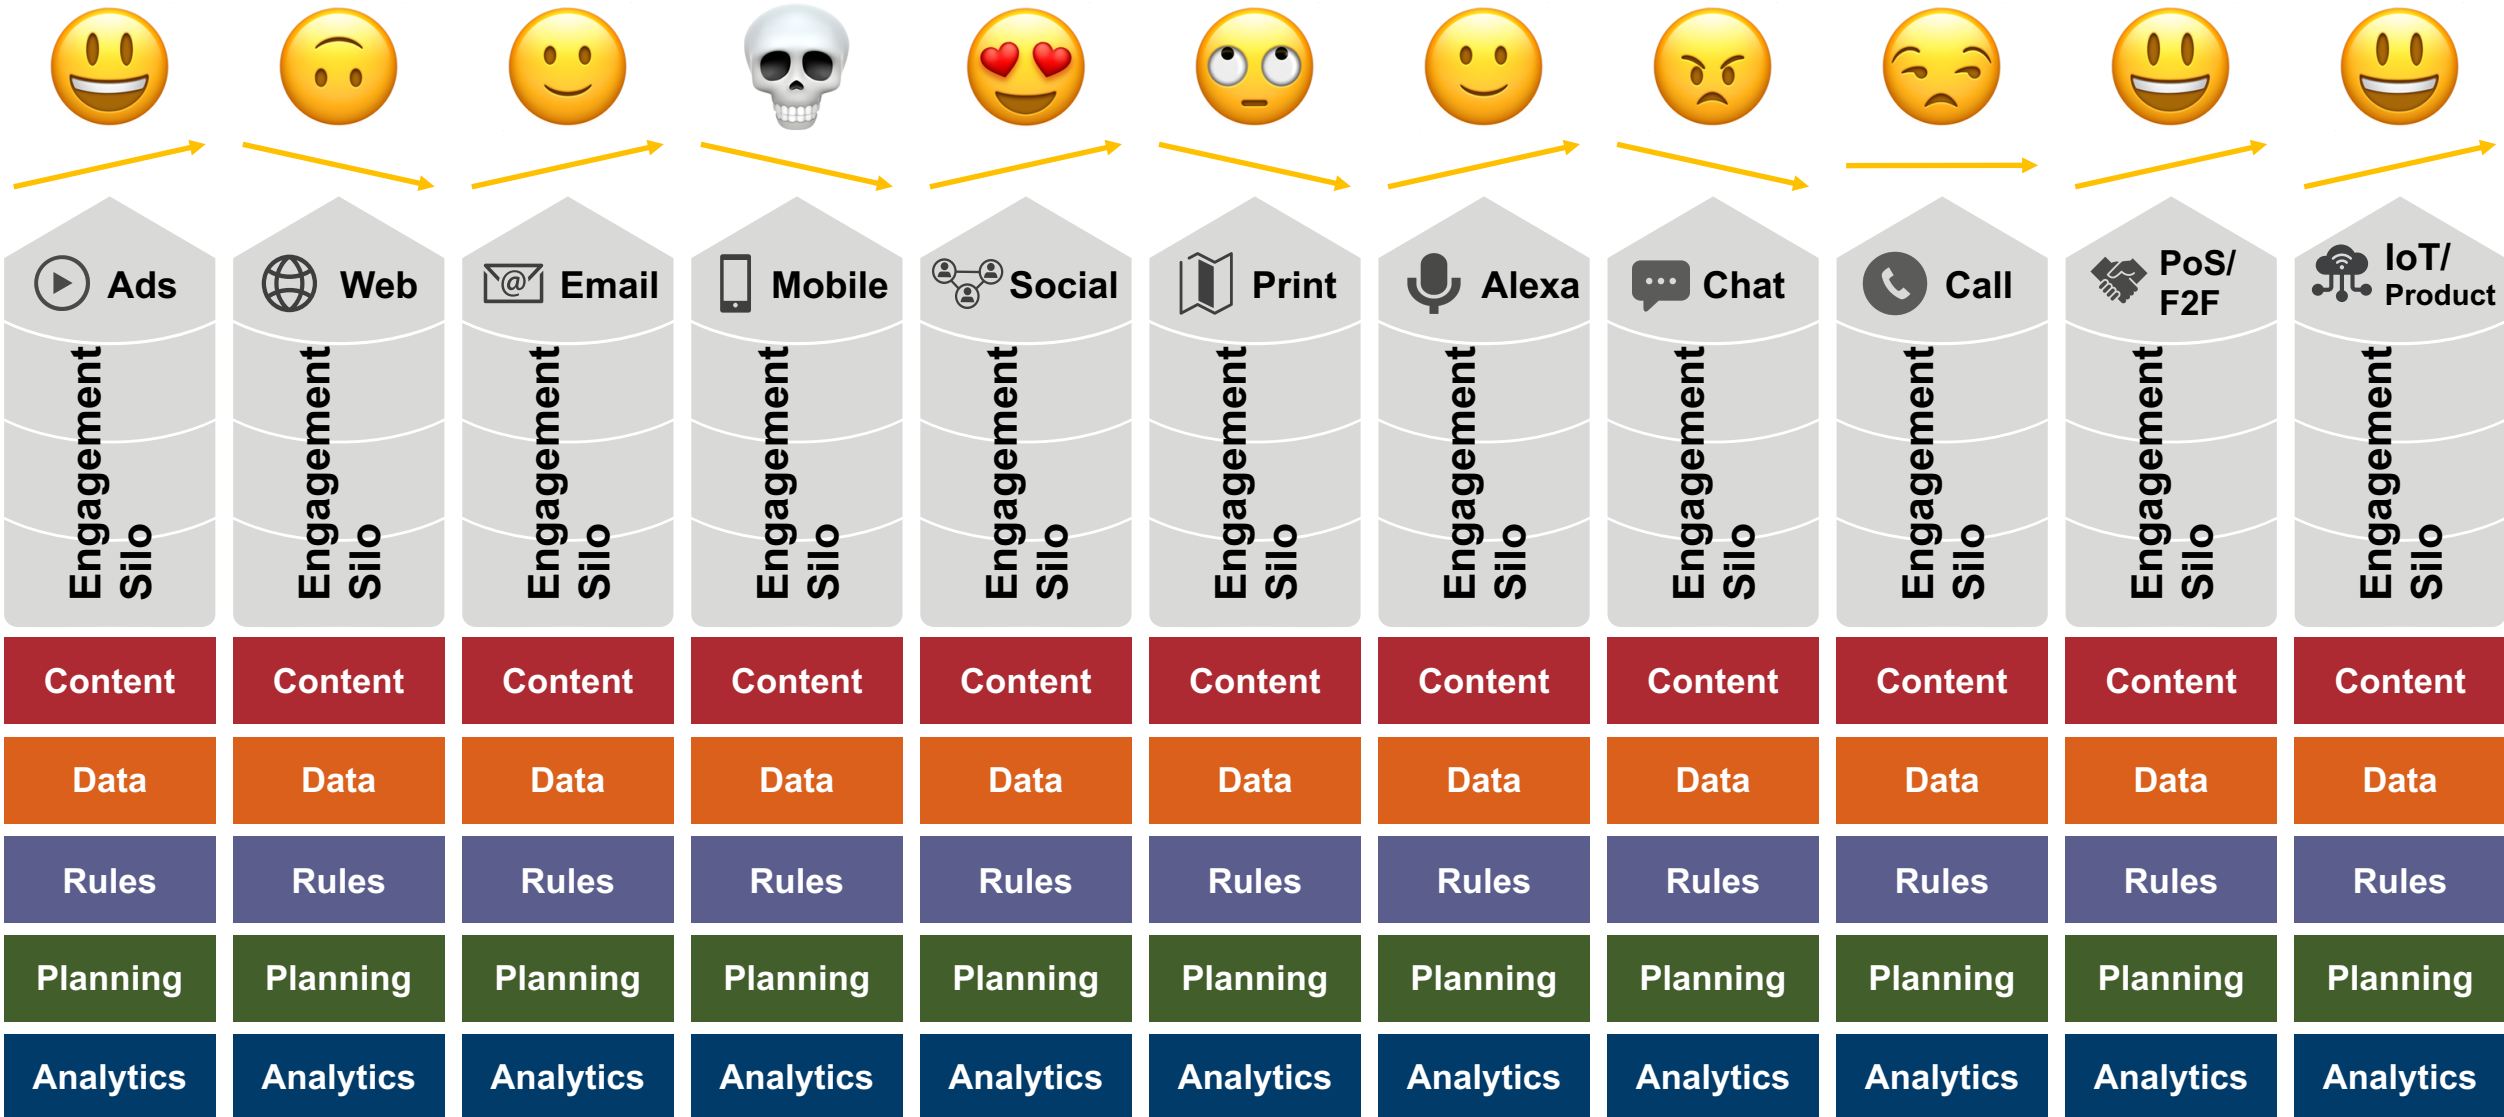 Ads
Web
Email
Mobile
Social
Print
Alexa
Chat
Call
PoS/
F2F
IoT/
Product
Engagement
Silo
Engagement
Silo
Engagement
Silo
Engagement
Silo
Engagement
Silo
Engagement
Silo
Engagement
Silo
Engagement
Silo
Engagement
Silo
Engagement
Silo
Engagement
Silo
Content Content Content Content Content Content Content Content Content Content Content
Data Data Data Data Data Data Data Data Data Data Data
Rules Rules Rules Rules Rules Rules Rules Rules Rules Rules Rules
Planning Planning Planning Planning Planning Planning Planning Planning Planning Planning Planning
Analytics Analytics Analytics Analytics Analytics Analytics Analytics Analytics Analytics Analytics Analytics